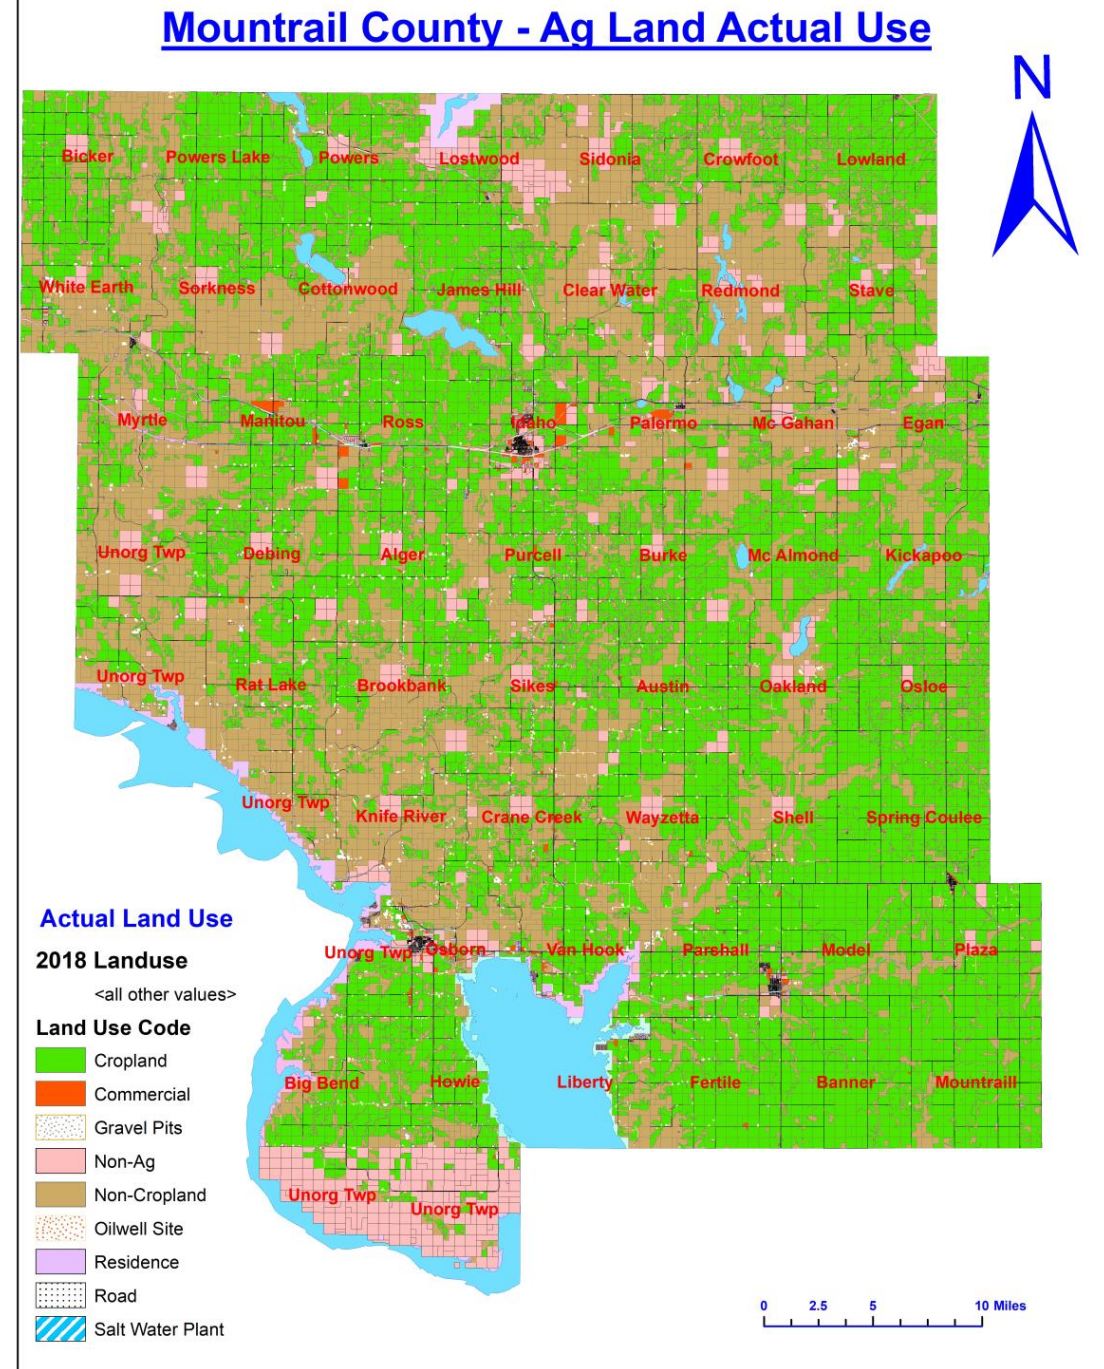 Mountrail County - Ag Land Actual Use
N
Bicker Powers Lake Powers Lostwood Sidonia Crowfoot Lowland
White Earth Sorkness Cottonwood James Hill Clear Water Redmond Stave
Myrtle Manitou Ross Idaho Palermo Mc Gahan Egan
Unorg Twp Debing Alger Purcell Burke Mc Almond Kickapoo
Unorg Twp Rat Lake Brookbank Sikes Austin Oakland Osloe
Unorg Twp Knife River Crane Creek Wayzetta Shell Spring Coulee
Unorg Twp Osborn Van Hook Parshall Model Plaza
Big Bend Howie Liberty Fertile Banner Mountraill
Unorg Twp Unorg Twp
Actual Land Use
2018 Landuse
<all other values>
Land Use Code
Cropland
Commercial
Gravel Pits
Non-Ag
Non-Cropland
Oilwell Site
Residence
Road
Salt Water Plant
0 2.5 5 10 Miles